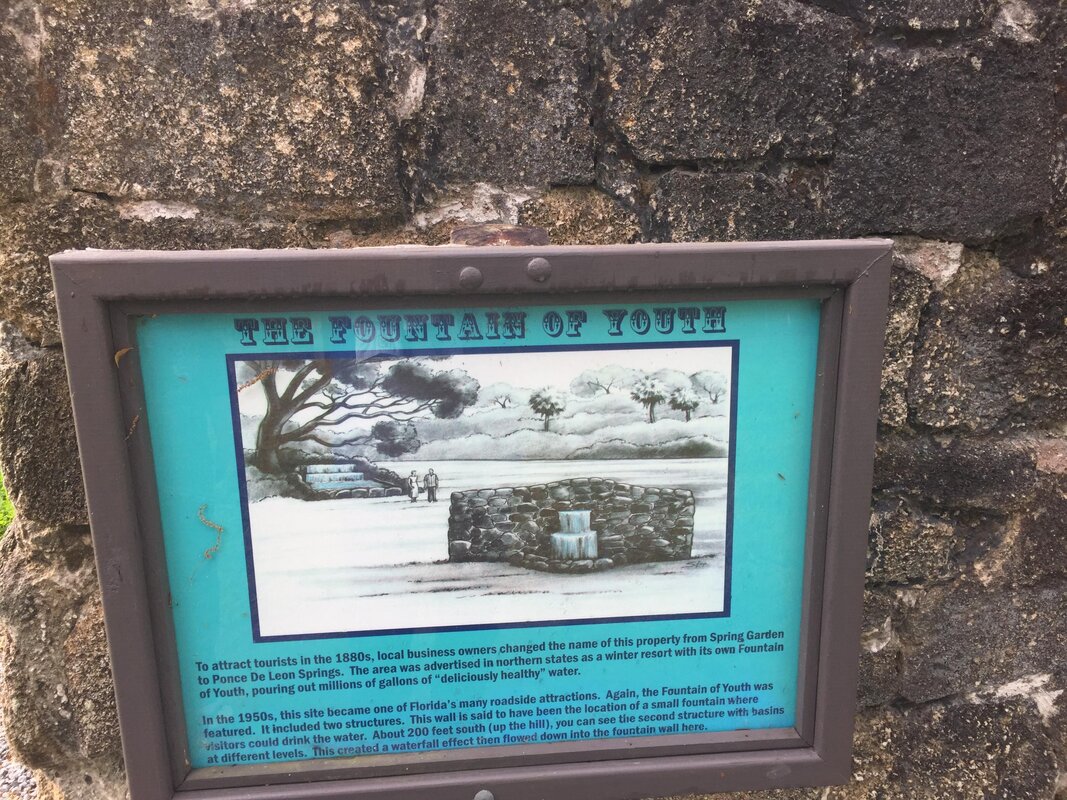 THE FOUNTAIN OF YOUTH
To attract tourists in the 1880s, local business owners changed the name of this property from Spring Garden
to Ponce De Leon Springs. The area was advertised in northern states as a winter resort with its own Fountain
of Youth, pouring out millions of gallons of "deliciously healthy" water.
In the 1950s, this site became one of Florida's many roadside attractions. Again, the Fountain of Youth was
featured. It included two structures. This wall is said to have been the location of a small fountain where
visitors could drink the water. About 200 feet south (up the hill), you can see the second structure with basins
at different levels. This created a waterfall effect then flowed down into the fountain wall here.